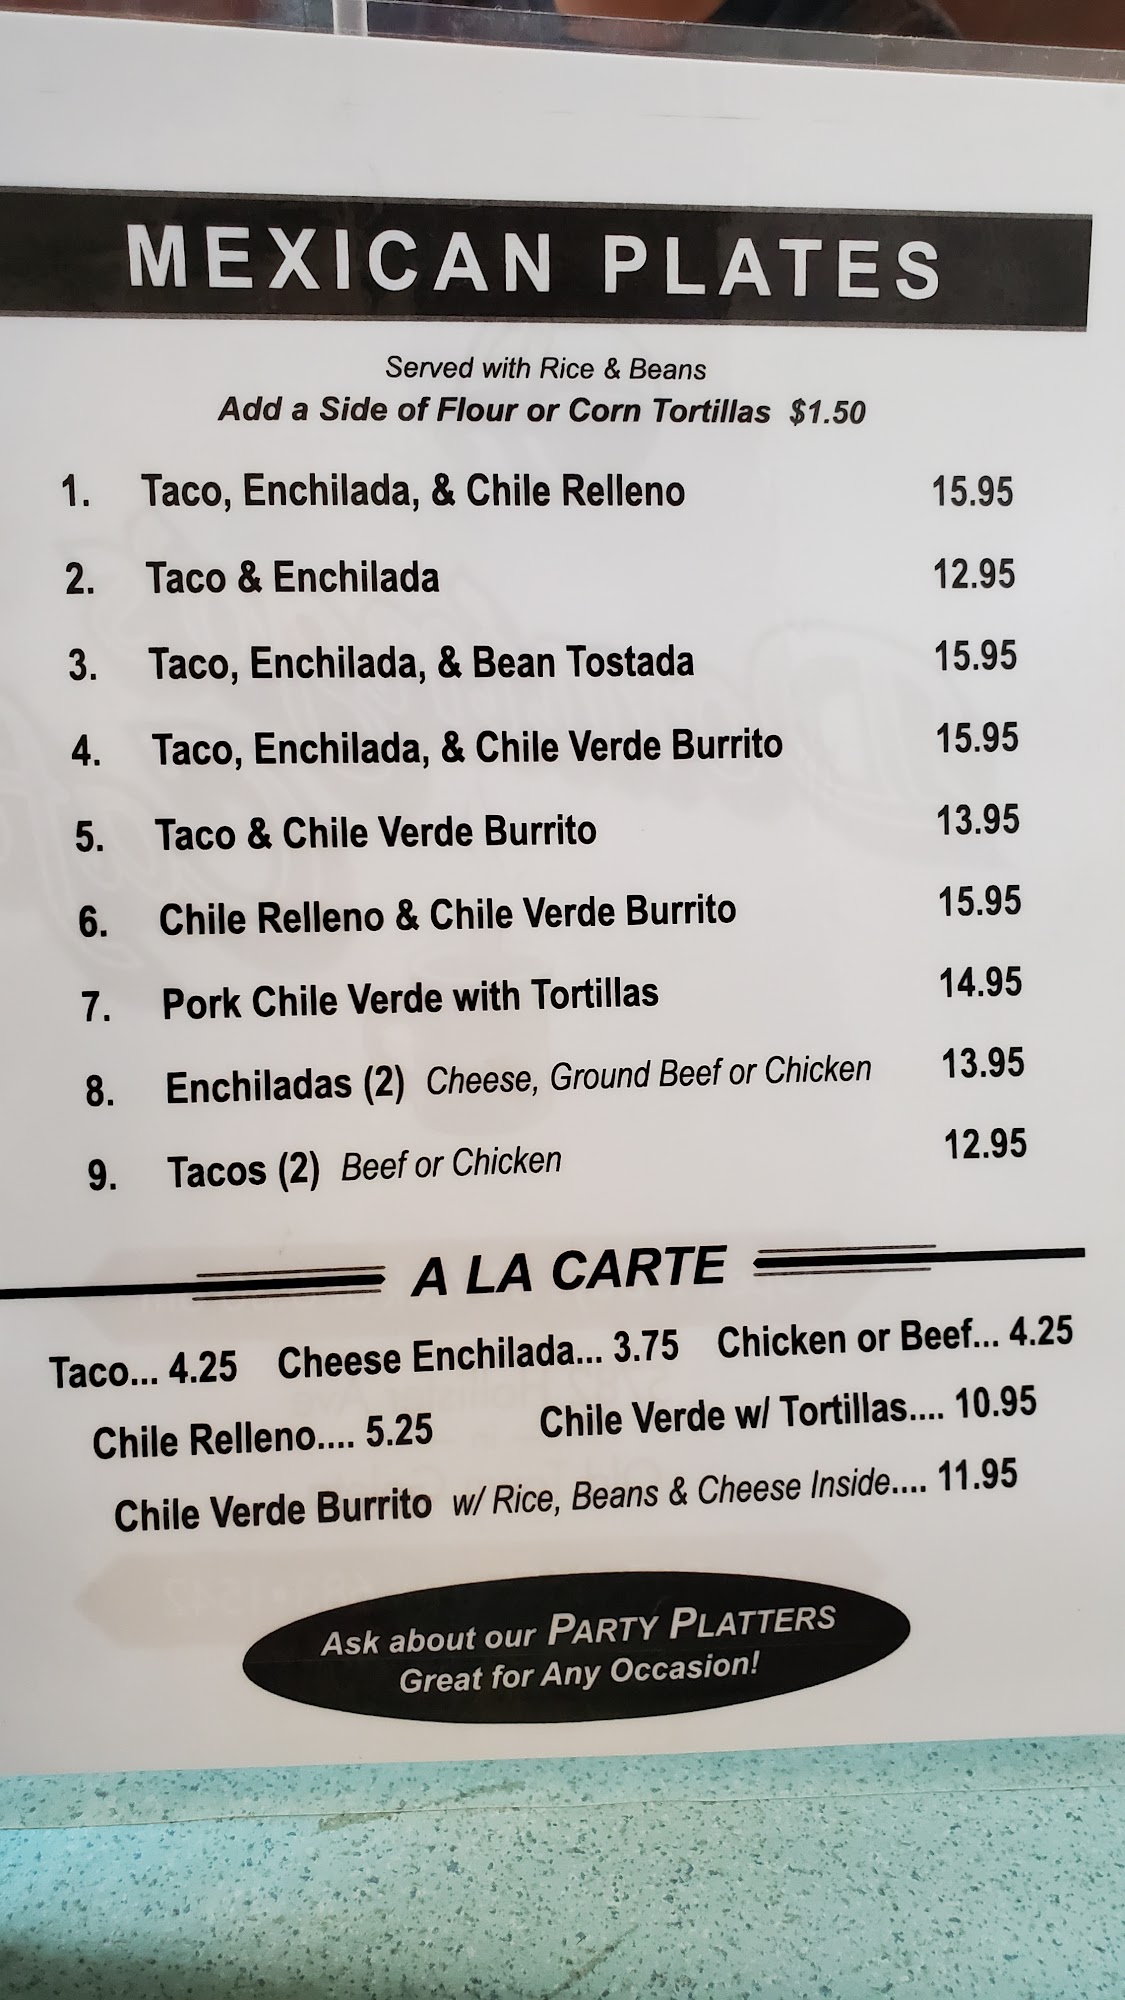 MEXICAN PLATES
Served with Rice & Beans
Add a Side of Flour or Corn Tortillas $1.50
1. Taco, Enchilada, & Chile Relleno 15.95
2. Taco & Enchilada 12.95
3. Taco, Enchilada, & Bean Tostada 15.95
4. Taco, Enchilada, & Chile Verde Burrito 15.95
5. Taco & Chile Verde Burrito 13.95
6. Chile Relleno & Chile Verde Burrito 15.95
7. Pork Chile Verde with Tortillas 14.95
8. Enchiladas (2) Cheese, Ground Beef or Chicken 13.95
9. Tacos (2) Beef or Chicken 12.95
A LA CARTE
Taco... 4.25 Cheese Enchilada... 3.75 Chicken or Beef... 4.25
Chile Relleno.... 5.25 Chile Verde w/ Tortillas.... 10.95
Chile Verde Burrito w/ Rice, Beans & Cheese Inside.... 11.95
Ask about our PARTY PLATTERS
Great for Any Occasion!